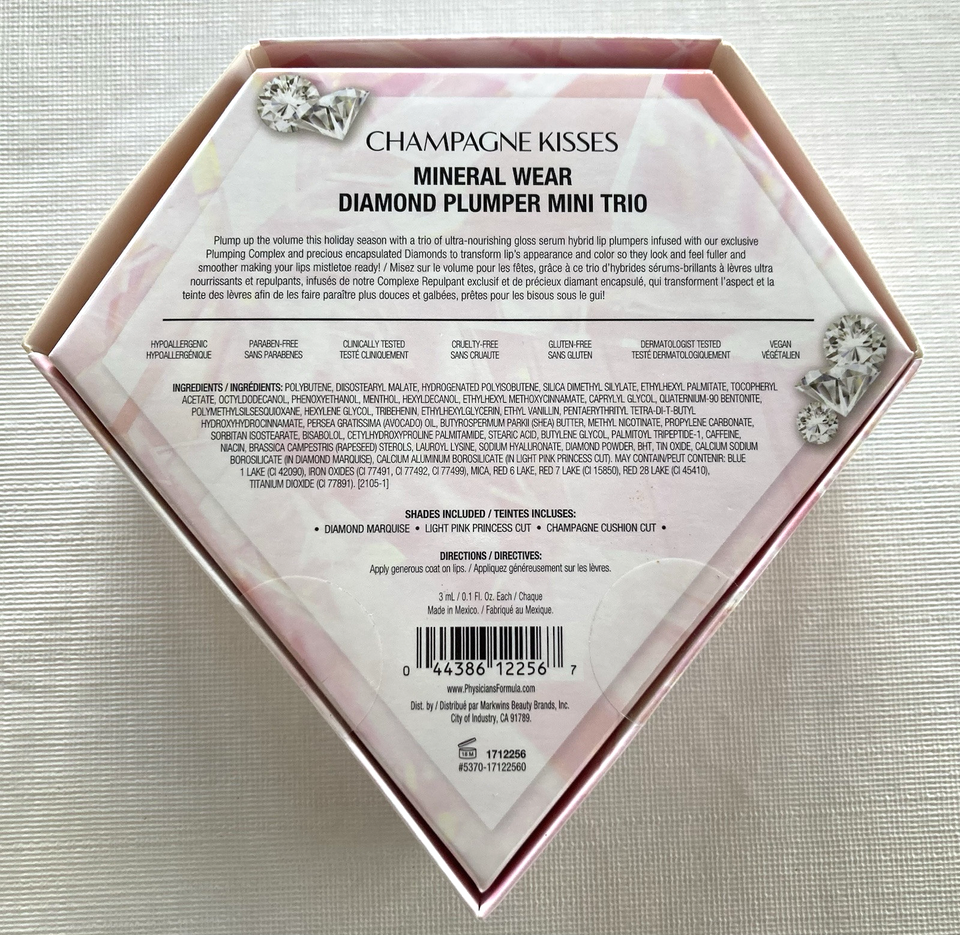 CHAMPAGNE KISSES
MINERAL WEAR
DIAMOND PLUMPER MINI TRIO
Plump up the volume this holiday season with a trio of ultra-nourishing gloss serum hybrid lip plumpers infused with our exclusive
Plumping Complex and precious encapsulated Diamonds to transform lip's appearance and color so they look and feel fuller and
smoother making your lips mistletoe ready! / Misez sur le volume pour les fêtes, grâce à ce trio d'hybrides sérums-brillants à lèvres ultra
nourrissants et repulpants, infusés de notre Complexe Repulpant exclusif et de précieux diamant encapsulé, qui transforment l'aspect et la
teinte des lèvres afin de les faire paraître plus douces et galbées, prêtes pour les bisous sous le gui!
HYPOALLERGENIC PARABEN-FREE CLINICALLY TESTED CRUELTY-FREE GLUTEN-FREE DERMATOLOGIST TESTED VEGAN
HYPOALLERGÉNIQUE SANS PARABENES TESTÉ CLINIQUEMENT SANS CRUAUTE SANS GLUTEN TESTÉ DERMATOLOGIQUEMENT VÉGÉTALIEN
INGREDIENTS / INGRÉDIENTS: POLYBUTENE, DIISOSTEARYL MALATE, HYDROGENATED POLYISOBUTENE, SILICA DIMETHYL SILYLATE, ETHYLHEXYL PALMITATE, TOCOPHERYL
ACETATE, OCTYLDODECANOL, PHENOXYETHANOL, MENTHOL, HEXYLDECANOL, ETHYLHEXYL METHOXYCINNAMATE, CAPRYLYL GLYCOL, QUATERNIUM-90 BENTONITE,
POLYMETHYLSILSESQUIOXANE, HEXYLENE GLYCOL, TRIBEHENIN, ETHYLHEXYLGLYCERIN, ETHYL VANILLIN, PENTAERYTHRITYL TETRA-DI-T-BUTYL
HYDROXYHYDROCINNAMATE, PERSEA GRATISSIMA (AVOCADO) OIL, BUTYROSPERMUM PARKII (SHEA) BUTTER, METHYL NICOTINATE, PROPYLENE CARBONATE,
SORBITAN ISOSTEARATE, BISABOLOL, CETYLHYDROXYPROLINE PALMITAMIDE, STEARIC ACID, BUTYLENE GLYCOL, PALMITOYL TRIPEPTIDE-1, CAFFEINE,
NIACIN, BRASSICA CAMPESTRIS (RAPESEED) STEROLS, LAUROYL LYSINE, SODIUM HYALURONATE, DIAMOND POWDER, BHT, TIN OXIDE, CALCIUM SODIUM
BOROSILICATE (IN DIAMOND MARQUISE), CALCIUM ALUMINUM BOROSILICATE (IN LIGHT PINK PRINCESS CUT). MAY CONTAIN/PEUT CONTENIR: BLUE
1 LAKE (CI 42090), IRON OXIDES (CI 77491, CI 77492, CI 77499), MICA, RED 6 LAKE, RED 7 LAKE (CI 15850), RED 28 LAKE (CI 45410),
TITANIUM DIOXIDE (CI 77891). [2105-1]
SHADES INCLUDED / TEINTES INCLUSES:
• DIAMOND MARQUISE • LIGHT PINK PRINCESS CUT • CHAMPAGNE CUSHION CUT •
DIRECTIONS / DIRECTIVES:
Apply generous coat on lips. / Appliquez généreusement sur les lèvres.
3 mL / 0.1 Fl. Oz. Each / Chaque
Made in Mexico. / Fabriqué au Mexique.
0 44386 12256 7
www.PhysiciansFormula.com
Dist. by / Distribué par Markwins Beauty Brands, Inc.
City of Industry, CA 91789.
18 M 1712256
#5370-17122560